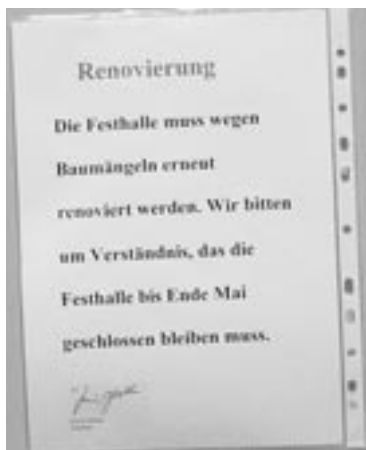 Renovierung
Die Festhalle muss wegen
Baumängeln erneut
renoviert werden. Wir bitten
um Verständnis, das die
Festhalle bis Ende Mai
geschlossen bleiben muss.